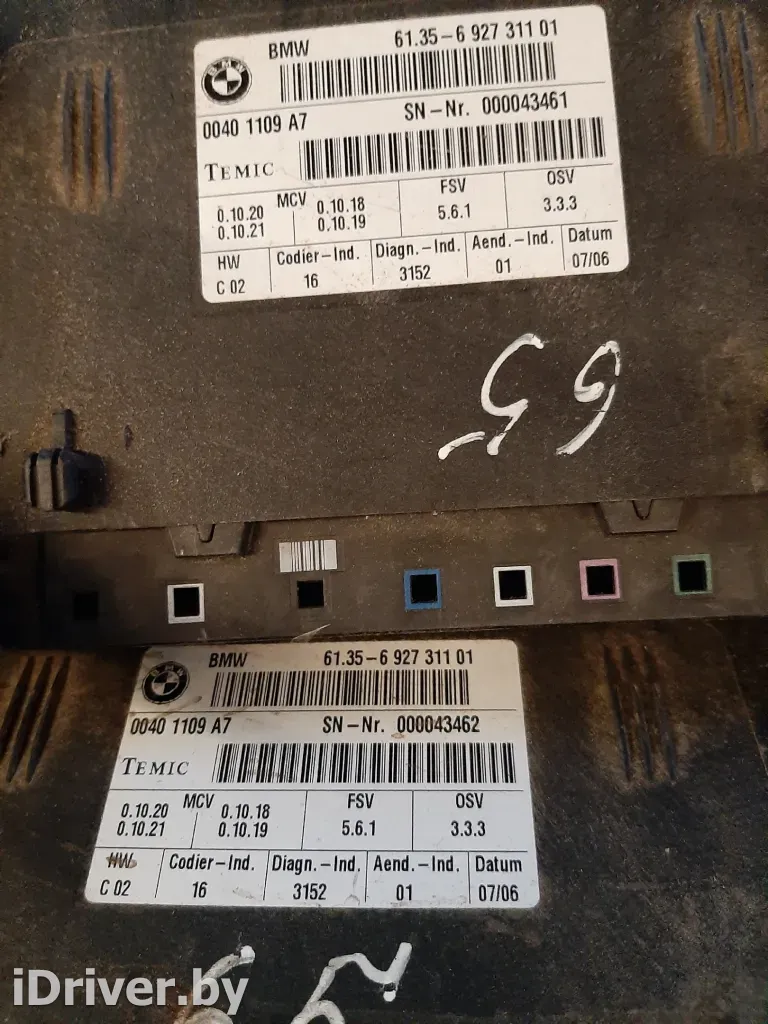 BMW 61.35-6 927 311 01
0040 1109 A7 SN-Nr. 000043461
TEMIC
MCV FSV OSV
0.10.20 0.10.18 5.6.1 3.3.3
0.10.21 0.10.19
HW Codier-Ind. Diagn.-Ind. Aend.-Ind. Datum
C 02 16 3152 01 07/06
65
BMW 61.35-6 927 311 01
0040 1109 A7 SN-Nr. 000043462
TEMIC
MCV FSV OSV
0.10.20 0.10.18 5.6.1 3.3.3
0.10.21 0.10.19
HW Codier-Ind. Diagn.-Ind. Aend.-Ind. Datum
C 02 16 3152 01 07/06
iDriver.by